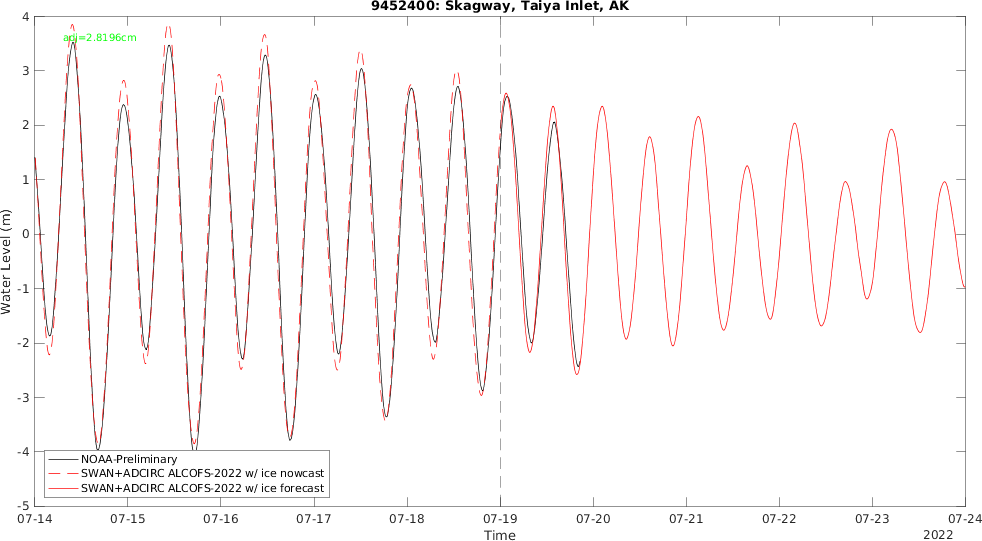 9452400: Skagway, Taiya Inlet, AK
adj=2.8196cm
Water Level (m)
4
3
2
1
0
-1
-2
-3
-4
-5
NOAA-Preliminary
SWAN+ADCIRC ALCOFS-2022 w/ ice nowcast
SWAN+ADCIRC ALCOFS-2022 w/ ice forecast
07-14 07-15 07-16 07-17 07-18 07-19 07-20 07-21 07-22 07-23 07-24
Time
2022